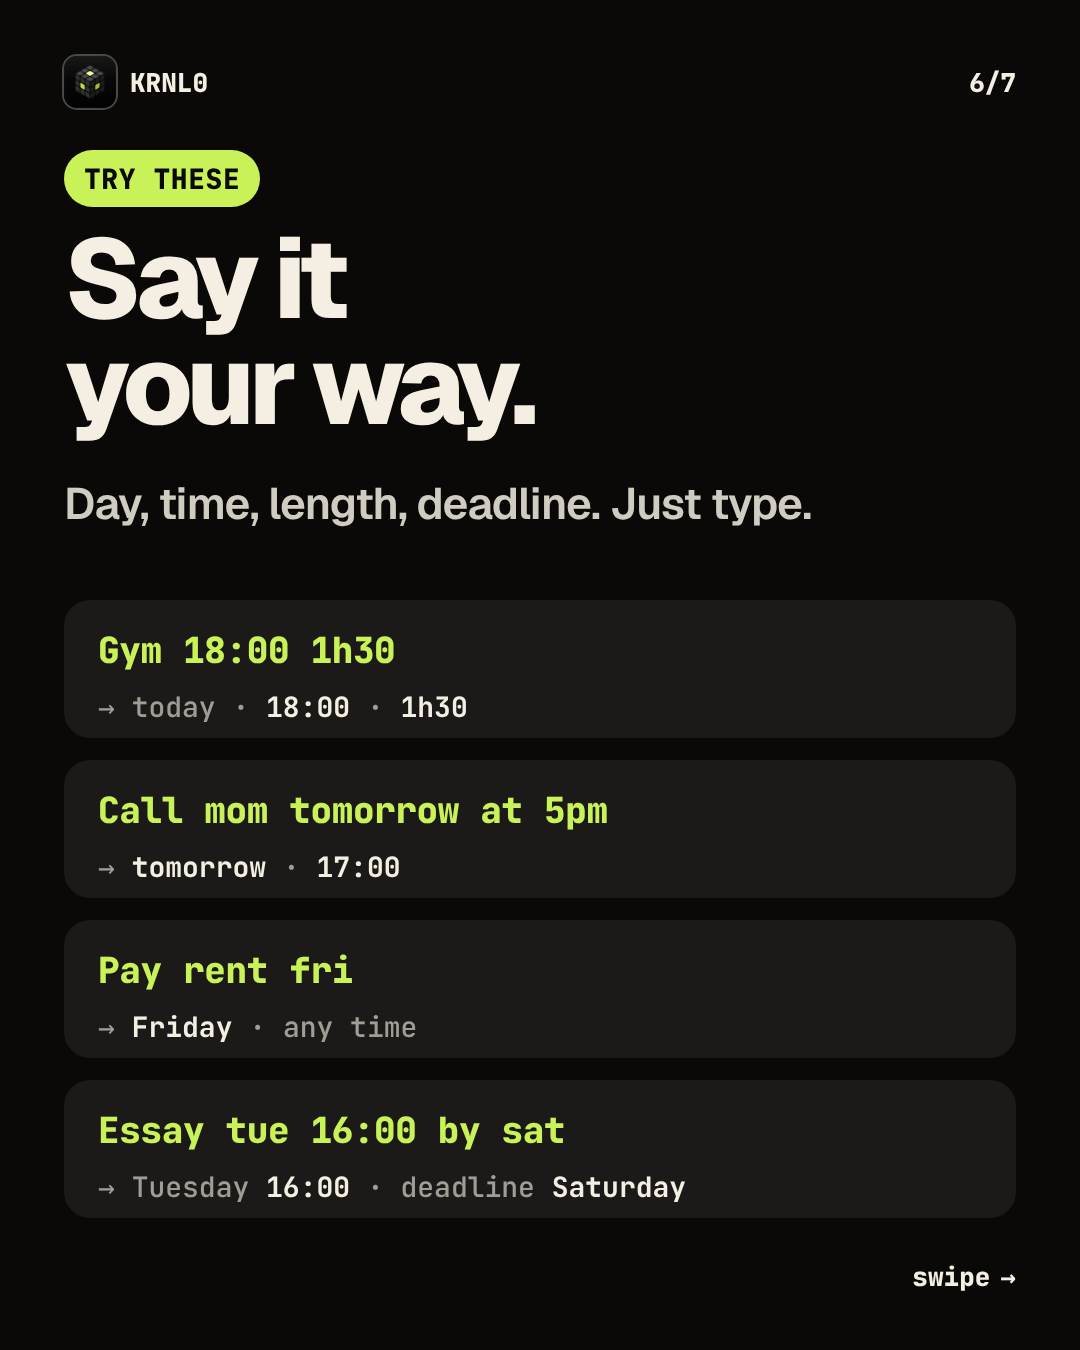 KRNL0
6/7
TRY THESE
Say it
your way.
Day, time, length, deadline. Just type.
Gym 18:00 1h30
→ today · 18:00 · 1h30
Call mom tomorrow at 5pm
→ tomorrow · 17:00
Pay rent fri
→ Friday · any time
Essay tue 16:00 by sat
→ Tuesday 16:00 · deadline Saturday
swipe →